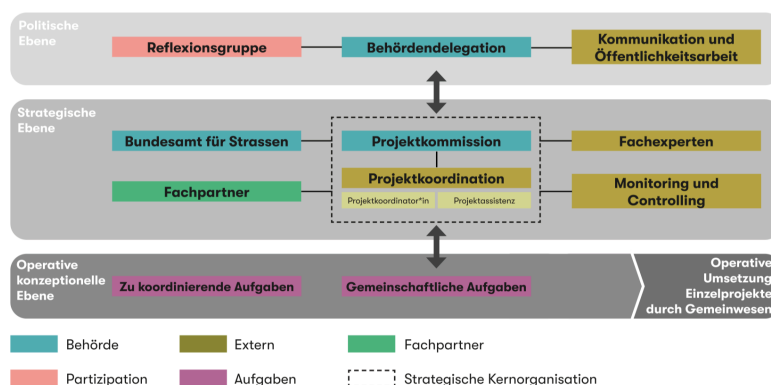 Politische
Ebene
Reflexionsgruppe
Behördendelegation
Kommunikation und
Öffentlichkeitsarbeit
Strategische
Ebene
Bundesamt für Strassen
Projektkommission
Fachexperten
Fachpartner
Projektkoordination
Projektkoordinator*in
Projektassistenz
Monitoring und
Controlling
Operative
konzeptionelle
Ebene
Zu koordinierende Aufgaben
Gemeinschaftliche Aufgaben
Operative
Umsetzung
Einzelprojekte
durch Gemeinwesen
Behörde
Extern
Fachpartner
Partizipation
Aufgaben
Strategische Kernorganisation